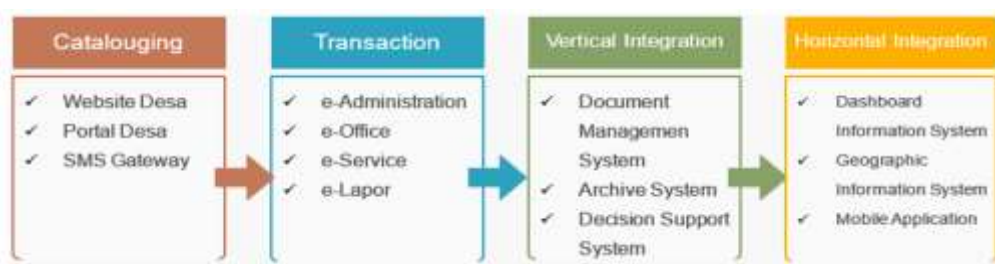 Catalouging
✓ Website Desa
✓ Portal Desa
✓ SMS Gateway
Transaction
✓ e-Administration
✓ e-Office
✓ e-Service
✓ e-Lapor
Vertical Integration
✓ Document
Managemen
System
✓ Archive System
✓ Decision Support
System
Horizontal Integration
✓ Dashboard
Information System
✓ Geographic
Information System
✓ Mobile Application